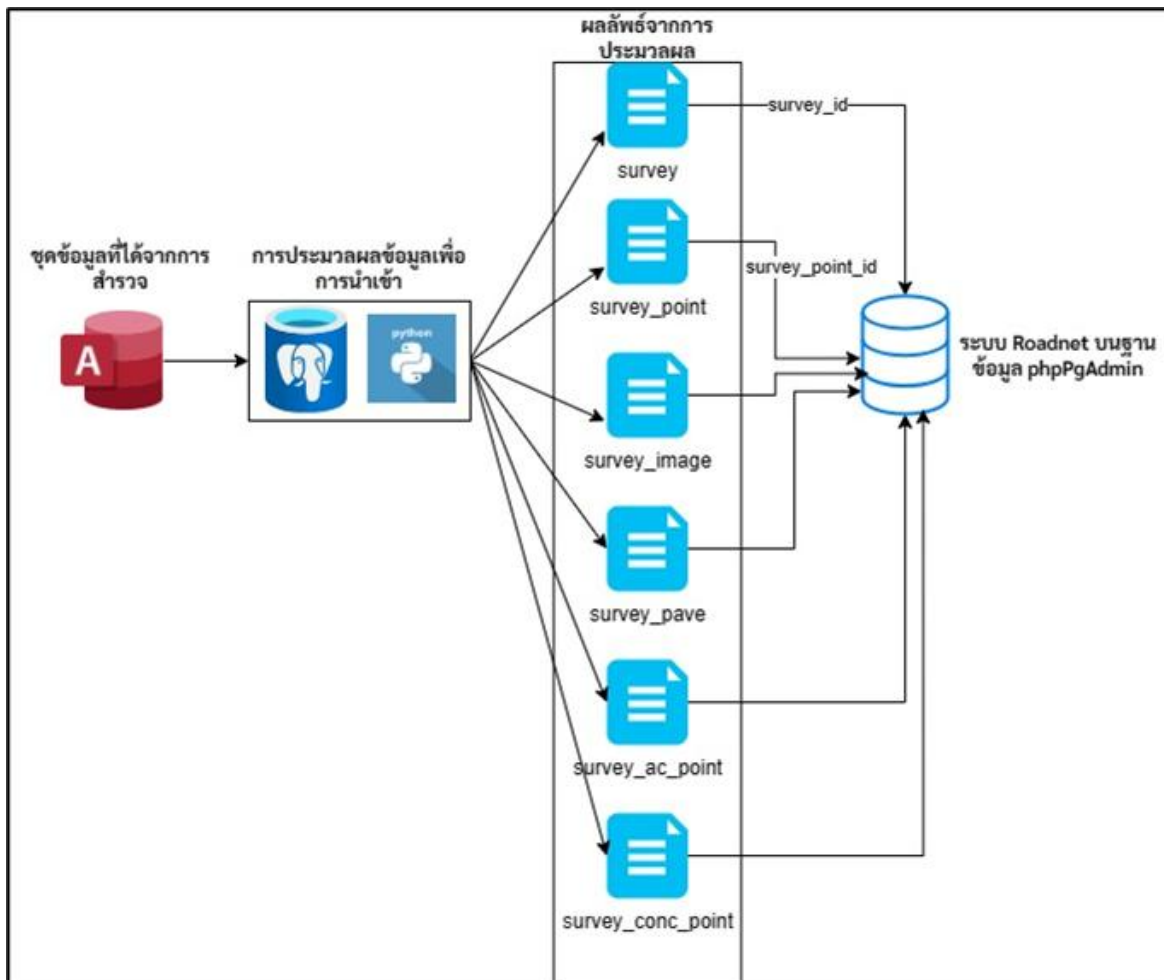 ผลลัพธ์จากการ
ประมวลผล
survey_id
survey
survey_point_id
survey_point
ชุดข้อมูลที่ได้จากการ
สำรวจ
A
การประมวลผลข้อมูลเพื่อ
การนำเข้า
python
ระบบ Roadnet บนฐาน
ข้อมูล phpPgAdmin
survey_image
survey_pave
survey_ac_point
survey_conc_point